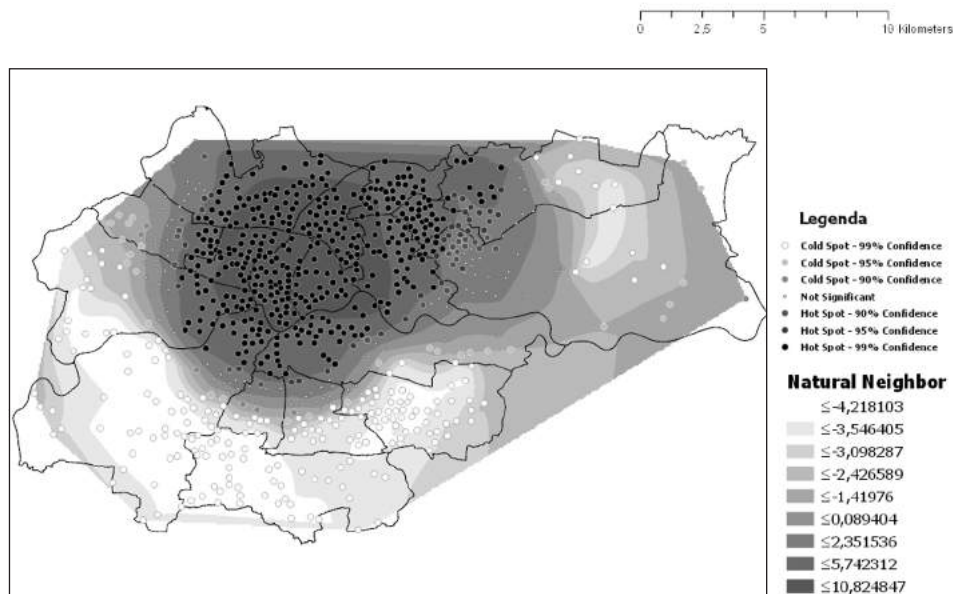 0 2,5 5 10 Kilometers
Legenda
Cold Spot - 99% Confidence
Cold Spot - 95% Confidence
Cold Spot - 90% Confidence
Not Significant
Hot Spot - 90% Confidence
Hot Spot - 95% Confidence
Hot Spot - 99% Confidence
Natural Neighbor
≤-4,218103
≤-3,546405
≤-3,098287
≤-2,426589
≤-1,41976
≤0,089404
≤2,351536
≤5,742312
≤10,824847